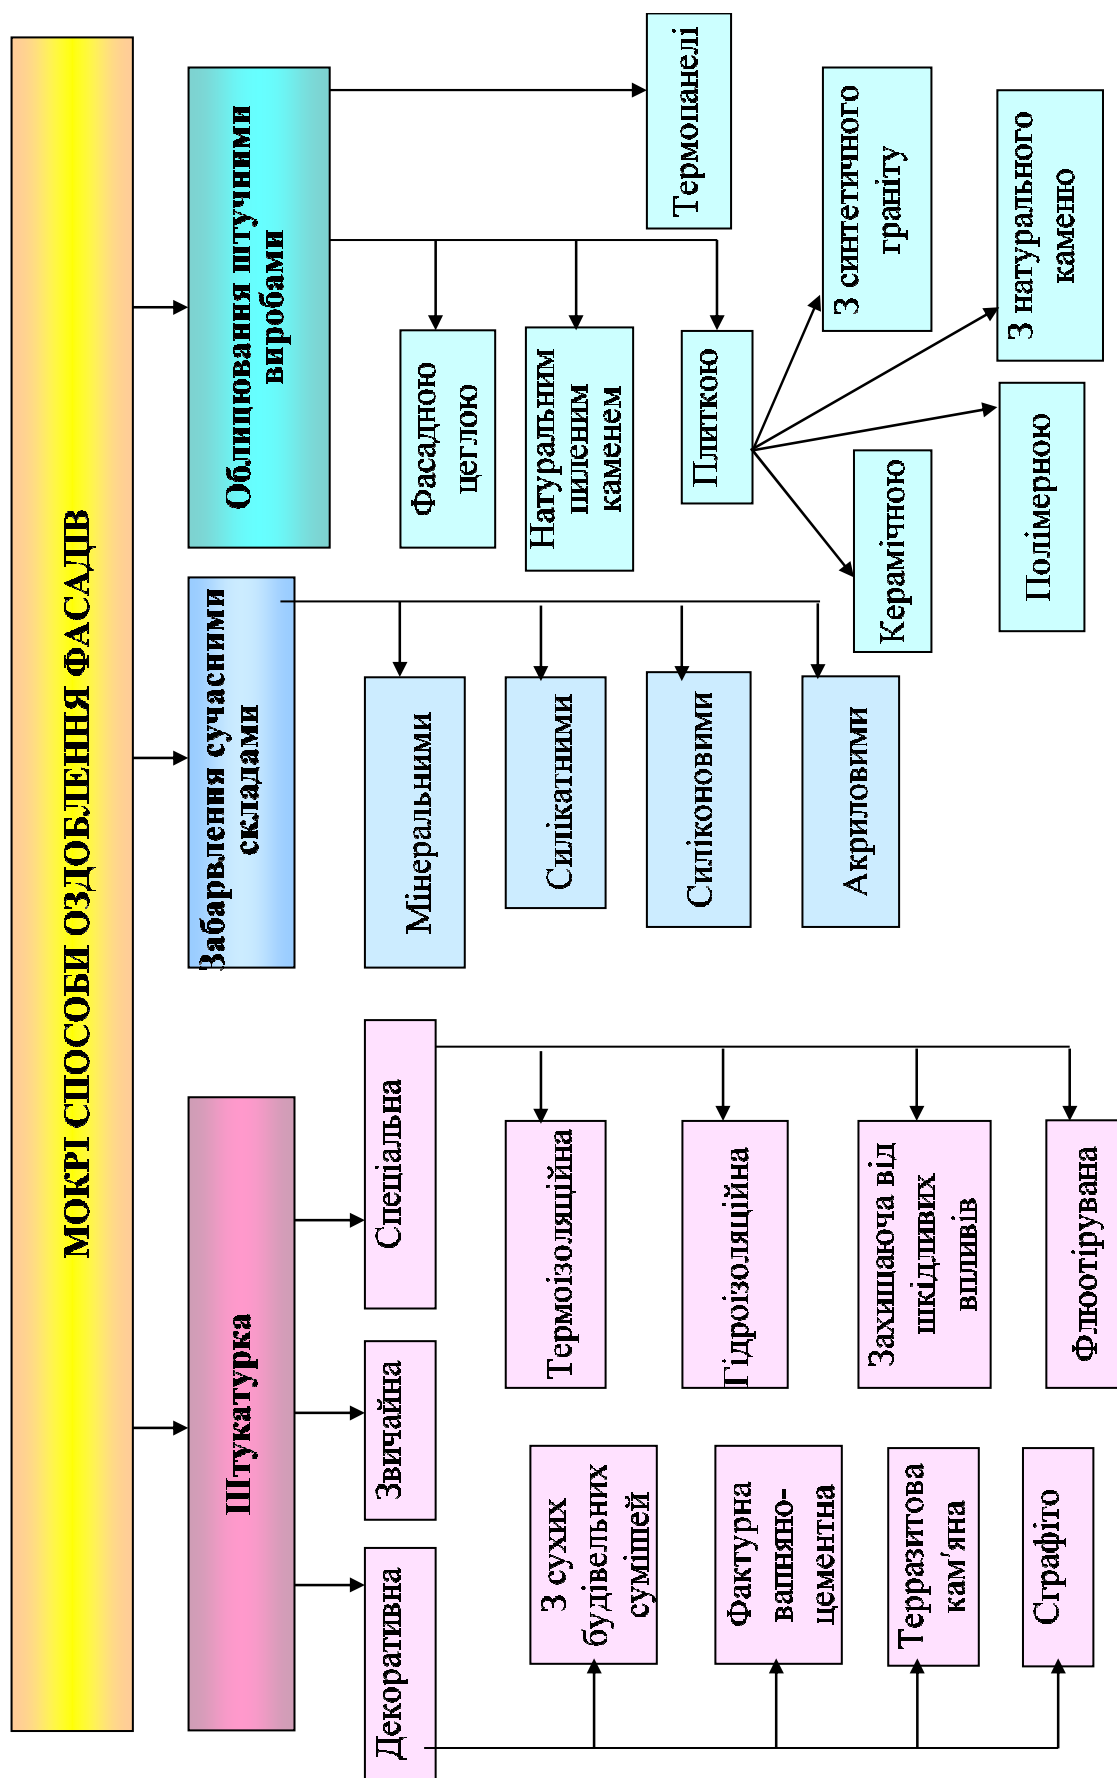 МОКРІ СПОСОБИ ОЗДОБЛЕННЯ ФАСАДІВ
Штукатурка
Забарвлення сучасними
складами
Облицювання штучними
виробами
Декоративна
Звичайна
Спеціальна
З сухих
будівельних
сумішей
Фактурна
вапняно-
цементна
Терразитова
кам'яна
Сграфіто
Термоізоляційна
Гідроізоляційна
Захищаюча від
шкідливих
впливів
Флюотірувана
Мінеральними
Силікатними
Силіконовими
Акриловими
Фасадною
цеглою
Натуральним
пиленим
каменем
Плиткою
Термопанелі
Керамічною
Полімерною
З синтетичного
граніту
З натурального
каменю